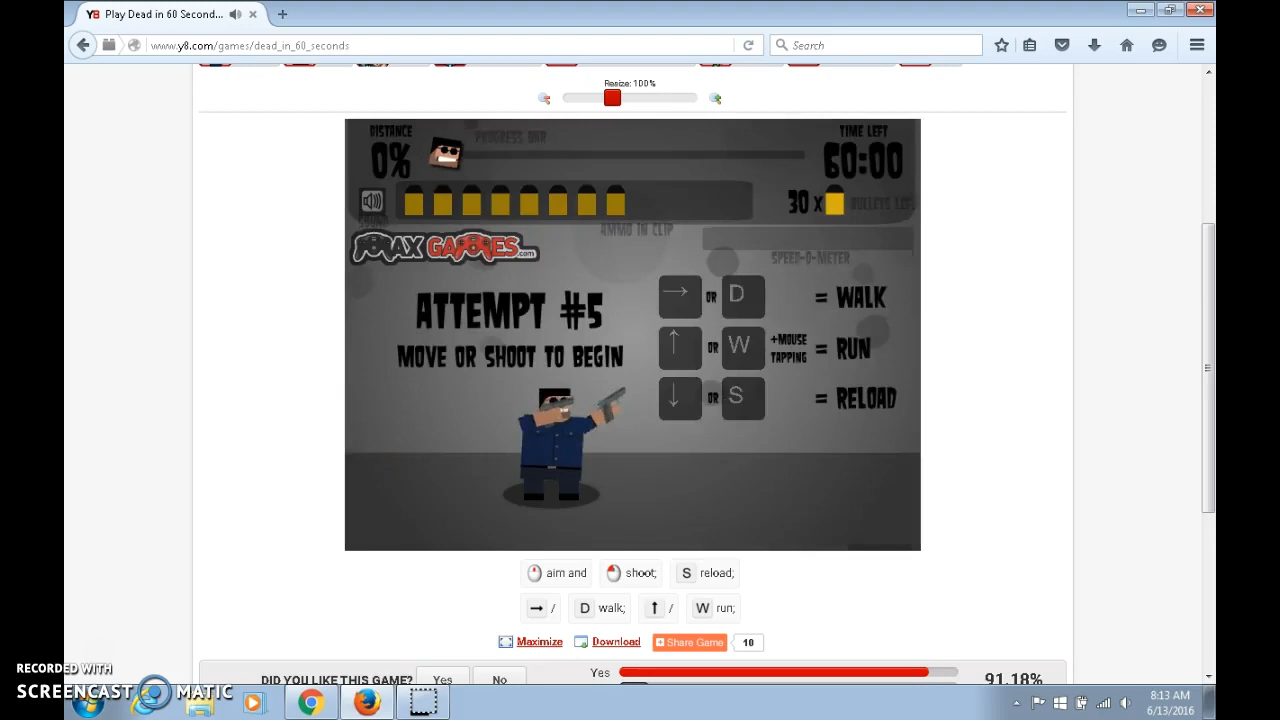 Y8 Play Dead in 60 Second...
www.y8.com/games/dead_in_60_seconds
Search
Resize: 100%
DISTANCE
0%
PROGRESS BAR
TIME LEFT
60:00
SOUND
30 x
BULLETS LEFT
AMMO IN CLIP
MAX GAMES.com
SPEED-O-METER
ATTEMPT #5
MOVE OR SHOOT TO BEGIN
→ OR D = WALK
↑ OR W +MOUSE TAPPING = RUN
↓ OR S = RELOAD
aim and shoot; S reload;
→ / D walk; ↑ / W run;
Maximize Download Share Game 18
DID YOU LIKE THIS GAME? Yes No Yes 91.18%
RECORDED WITH
SCREENCAST MATIC
8:13 AM
6/13/2016